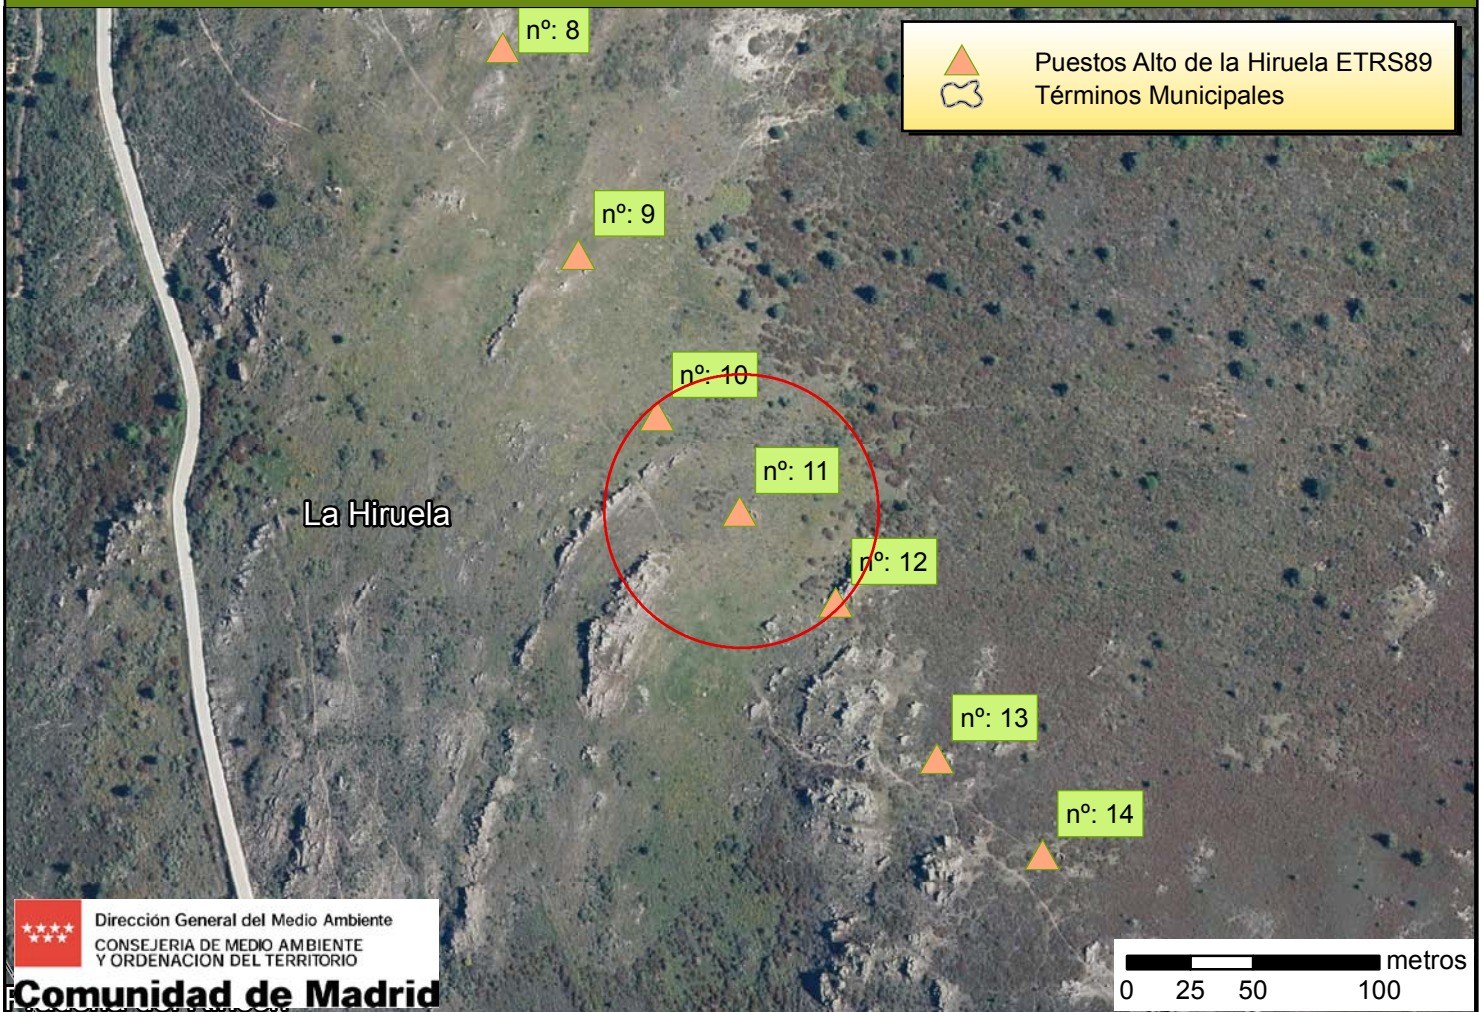 nº: 8
Puestos Alto de la Hiruela ETRS89
Términos Municipales
nº: 9
nº: 10
nº: 11
La Hiruela
nº: 12
nº: 13
nº: 14
Dirección General del Medio Ambiente
CONSEJERIA DE MEDIO AMBIENTE
Y ORDENACION DEL TERRITORIO
Comunidad de Madrid
metros
0 25 50 100